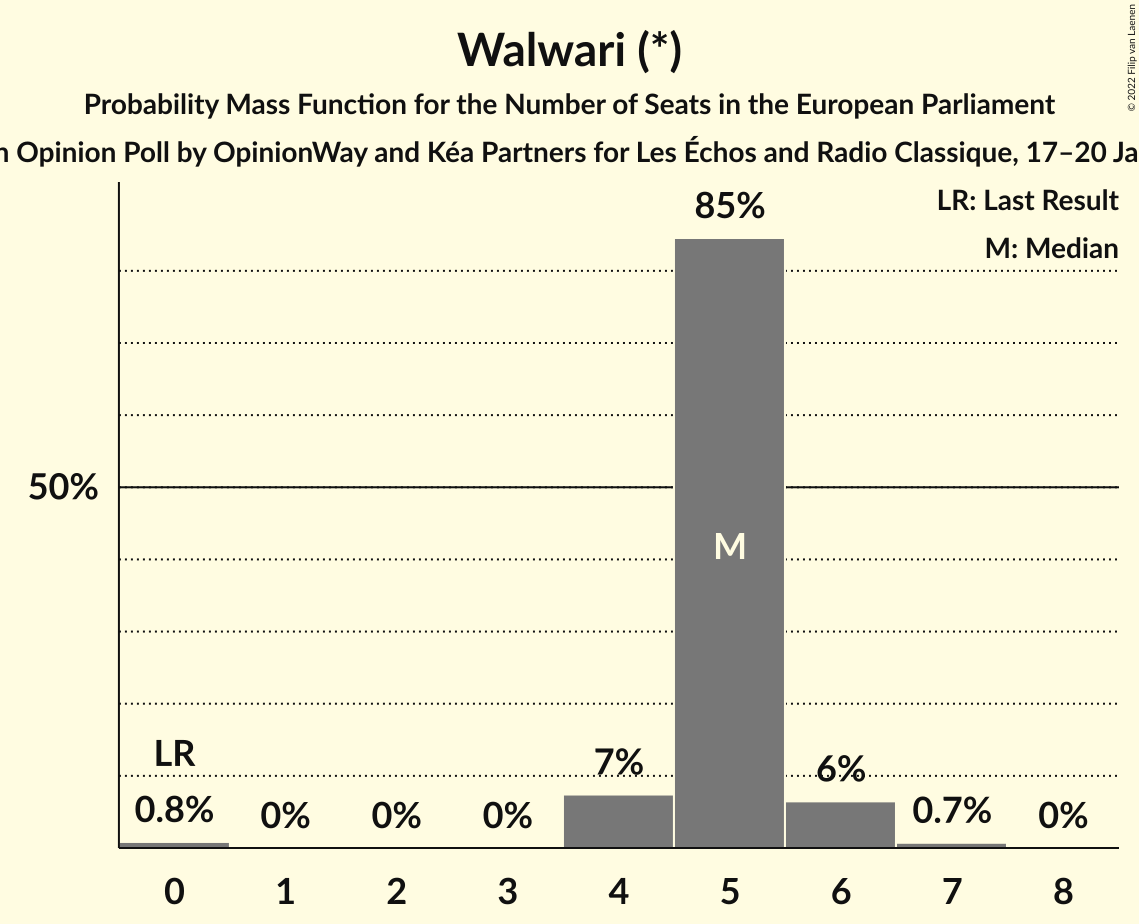 Walwari (*)
Probability Mass Function for the Number of Seats in the European Parliament
Opinion Poll by OpinionWay and Kéa Partners for Les Échos and Radio Classique, 17–20
© 2022 Filip van Laenen
LR: Last Result
M: Median
85%
50%
M
LR
7%
6%
0.8%
0%
0%
0%
0.7%
0%
0 1 2 3 4 5 6 7 8